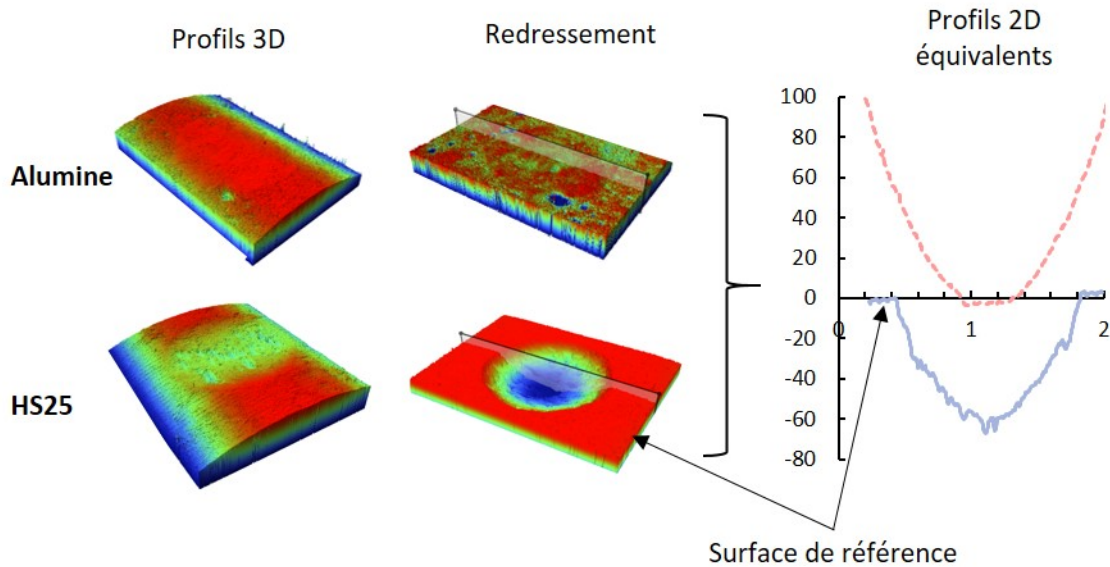 Profils 3D
Redressement
Profils 2D
équivalents
Alumine
HS25
100
80
60
40
20
0
-20
-40
-60
-80
0
1
2
Surface de référence